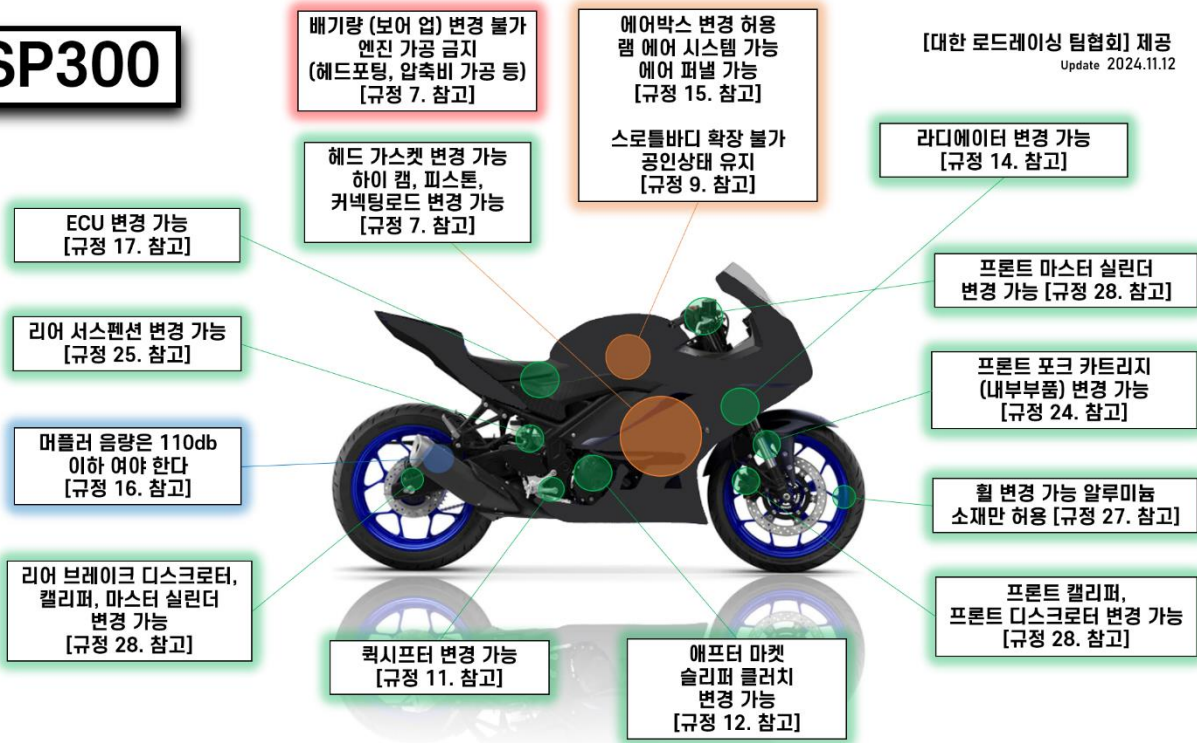 SP300
배기량 (보어 업) 변경 불가
엔진 가공 금지
(헤드포팅, 압축비 가공 등)
[규정 7. 참고]
에어박스 변경 허용
램 에어 시스템 가능
에어 퍼낼 가능
[규정 15. 참고]
스로틀바디 확장 불가
공인상태 유지
[규정 9. 참고]
[대한 로드레이싱 팀협회] 제공
Update 2024.11.12
헤드 가스켓 변경 가능
하이 캠, 피스톤,
커넥팅로드 변경 가능
[규정 7. 참고]
라디에이터 변경 가능
[규정 14. 참고]
ECU 변경 가능
[규정 17. 참고]
프론트 마스터 실린더
변경 가능 [규정 28. 참고]
리어 서스펜션 변경 가능
[규정 25. 참고]
프론트 포크 카트리지
(내부부품) 변경 가능
[규정 24. 참고]
머플러 음량은 110db
이하 여야 한다
[규정 16. 참고]
휠 변경 가능 알루미늄
소재만 허용 [규정 27. 참고]
리어 브레이크 디스크로터,
캘리퍼, 마스터 실린더
변경 가능
[규정 28. 참고]
프론트 캘리퍼,
프론트 디스크로터 변경 가능
[규정 28. 참고]
퀵시프터 변경 가능
[규정 11. 참고]
애프터 마켓
슬리퍼 클러치
변경 가능
[규정 12. 참고]